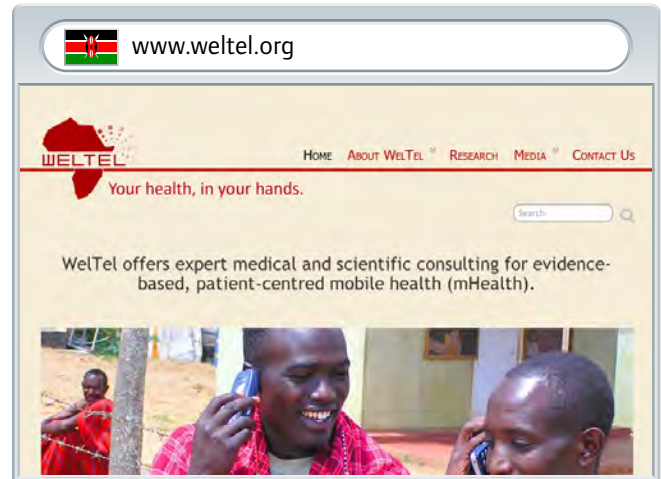 www.weltel.org
WELTEL
Home About WelTel Research Media Contact Us
Your health, in your hands.
Search
WelTel offers expert medical and scientific consulting for evidence-
based, patient-centred mobile health (mHealth).